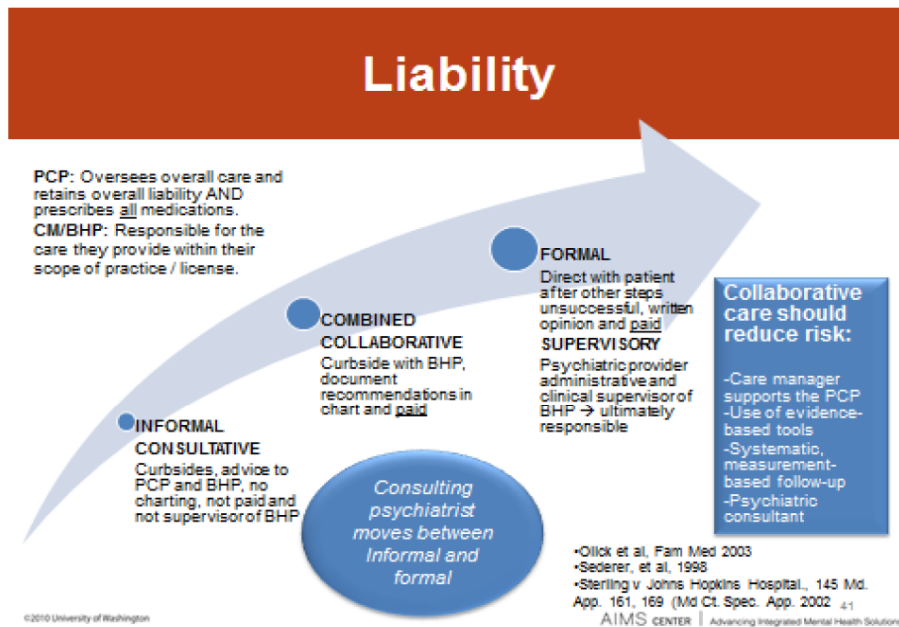 Liability
PCP: Oversees overall care and
retains overall liability AND
prescribes all medications.
CM/BHP: Responsible for the
care they provide within their
scope of practice / license.
INFORMAL
CONSULTATIVE
Curbsides, advice to
PCP and BHP, no
charting, not paid and
not supervisor of BHP
COMBINED
COLLABORATIVE
Curbside with BHP,
document
recommendations in
chart and paid
FORMAL
Direct with patient
after other steps
unsuccessful, written
opinion and paid
SUPERVISORY
Psychiatric provider
administrative and
clinical supervisor of
BHP → ultimately
responsible
Consulting
psychiatrist
moves between
Informal and
formal
Collaborative
care should
reduce risk:
-Care manager
supports the PCP
-Use of evidence-
based tools
-Systematic,
measurement-
based follow-up
-Psychiatric
consultant
•Olick et al, Fam Med 2003
•Sederer, et al, 1998
•Sterling v Johns Hopkins Hospital., 145 Md.
App. 161, 169 (Md Ct. Spec. App. 2002
41
©2010 University of Washington
AIMS CENTER | Advancing Integrated Mental Health Solutions